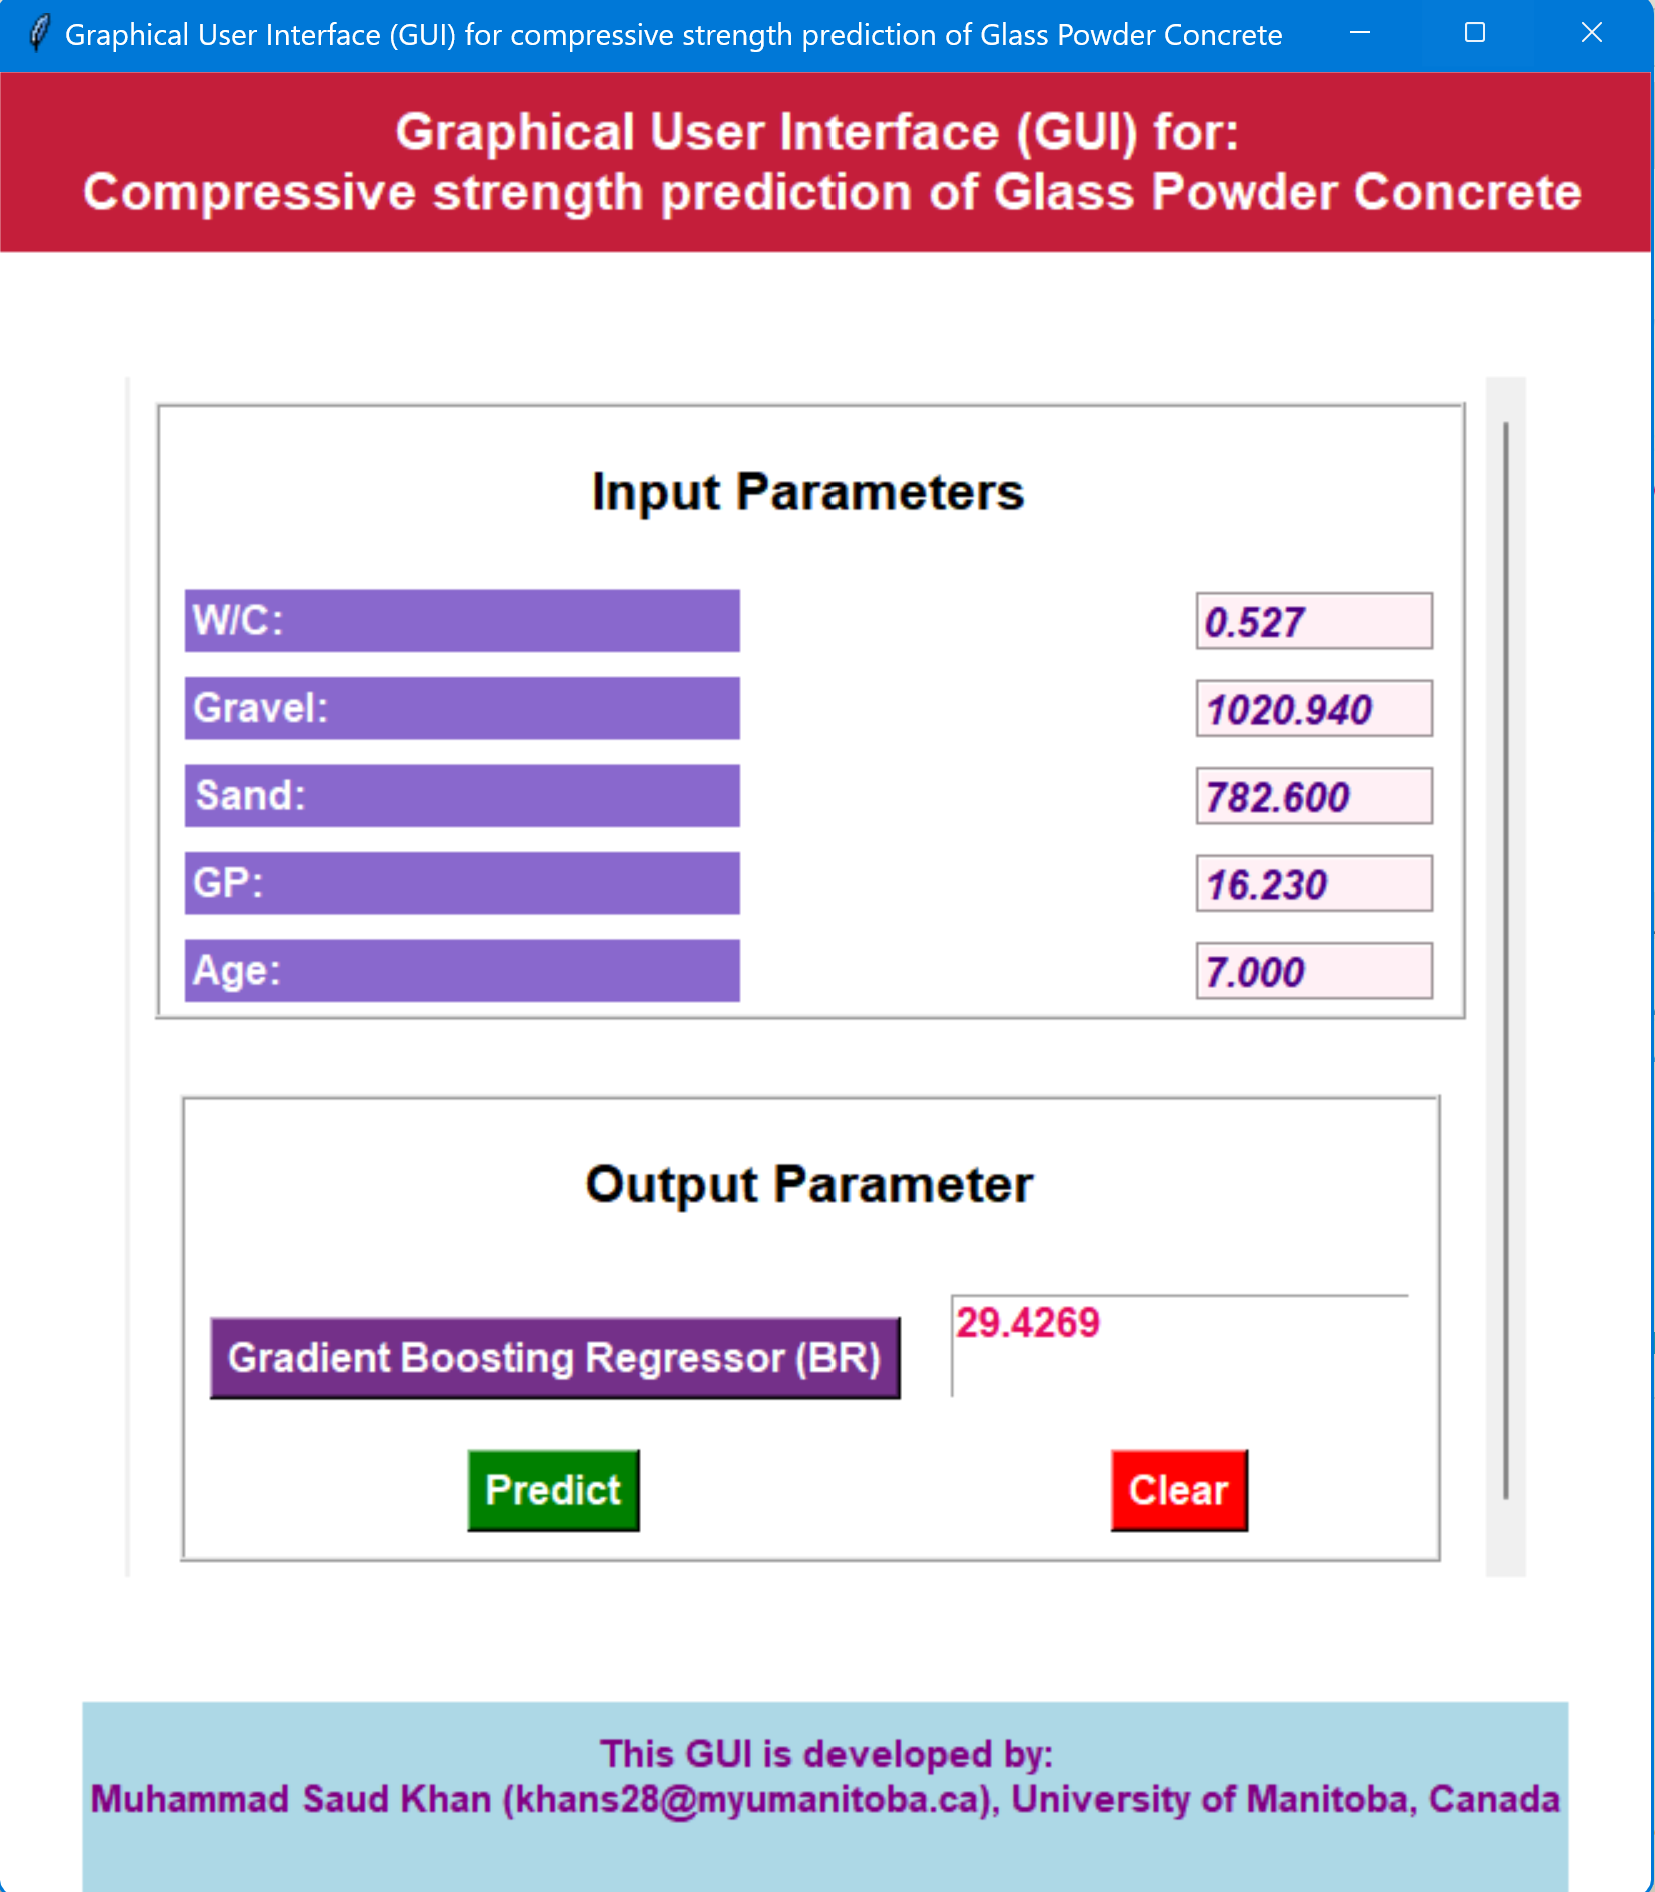 Graphical User Interface (GUI) for compressive strength prediction of Glass Powder Concrete
Graphical User Interface (GUI) for:
Compressive strength prediction of Glass Powder Concrete
Input Parameters
W/C: 0.527
Gravel: 1020.940
Sand: 782.600
GP: 16.230
Age: 7.000
Output Parameter
29.4269
Gradient Boosting Regressor (BR)
Predict Clear
This GUI is developed by:
Muhammad Saud Khan (khans28@myumanitoba.ca), University of Manitoba, Canada